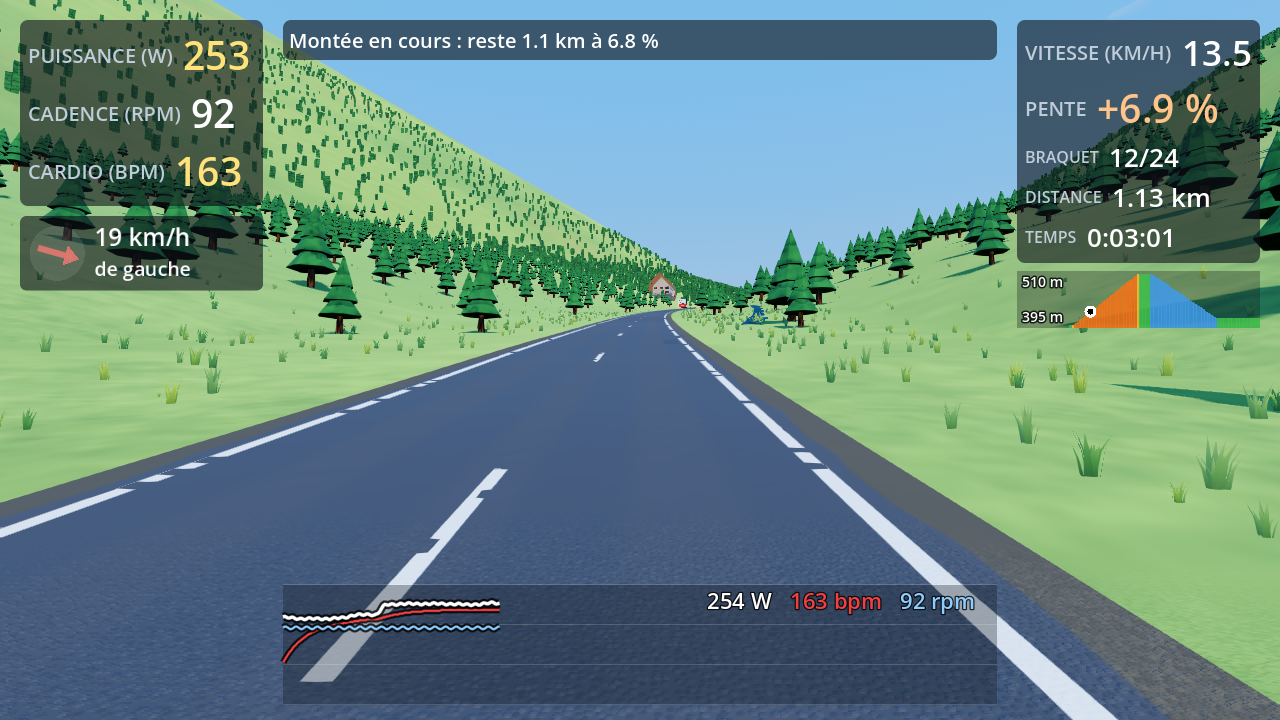 PUISSANCE (W) 253
CADENCE (RPM) 92
CARDIO (BPM) 163
19 km/h
de gauche
Montée en cours : reste 1.1 km à 6.8 %
VITESSE (KM/H) 13.5
PENTE +6.9 %
BRAQUET 12/24
DISTANCE 1.13 km
TEMPS 0:03:01
510 m
395 m
254 W 163 bpm 92 rpm